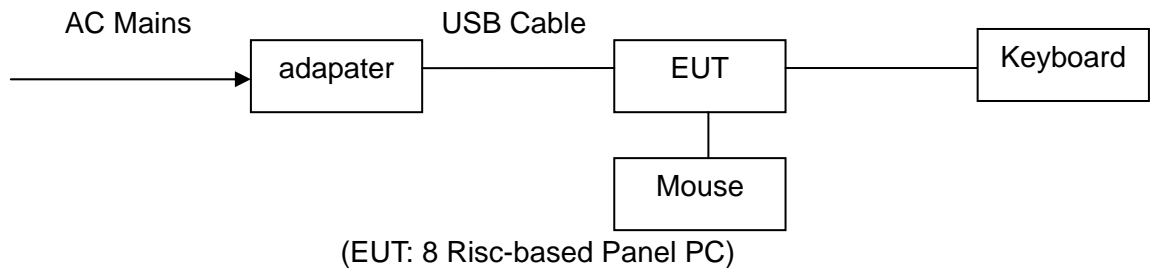 AC Mains
USB Cable
adapater
EUT
Keyboard
Mouse
(EUT: 8 Risc-based Panel PC)